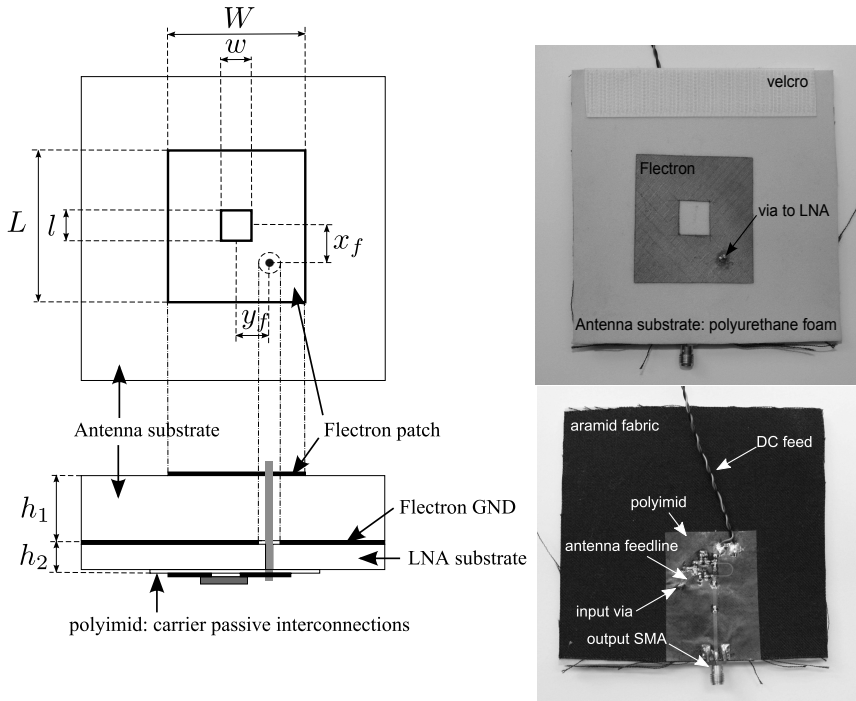 W
w
L
l
x_f
y_f
Antenna substrate
Flectron patch
h_1
Flectron GND
h_2
LNA substrate
polyimid: carrier passive interconnections
velcro
Flectron
via to LNA
Antenna substrate: polyurethane foam
aramid fabric
DC feed
polyimid
antenna feedline
input via
output SMA